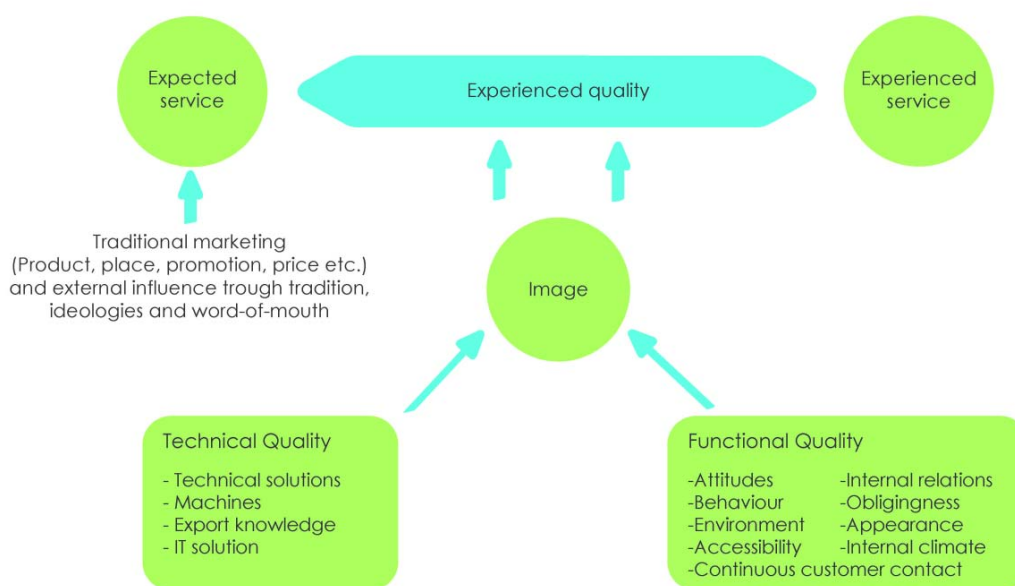 Expected
service
Experienced quality
Experienced
service
Traditional marketing
(Product, place, promotion, price etc.)
and external influence trough tradition,
ideologies and word-of-mouth
Image
Technical Quality
- Technical solutions
- Machines
- Export knowledge
- IT solution
Functional Quality
-Attitudes -Internal relations
-Behaviour -Obligingness
-Environment -Appearance
-Accessibility -Internal climate
-Continuous customer contact